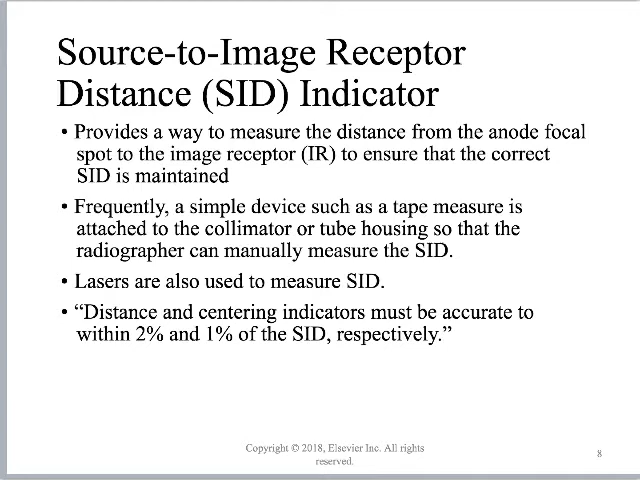 Source-to-Image Receptor
Distance (SID) Indicator
• Provides a way to measure the distance from the anode focal
spot to the image receptor (IR) to ensure that the correct
SID is maintained
• Frequently, a simple device such as a tape measure is
attached to the collimator or tube housing so that the
radiographer can manually measure the SID.
• Lasers are also used to measure SID.
• “Distance and centering indicators must be accurate to
within 2% and 1% of the SID, respectively.”
Copyright © 2018, Elsevier Inc. All rights
reserved.
8